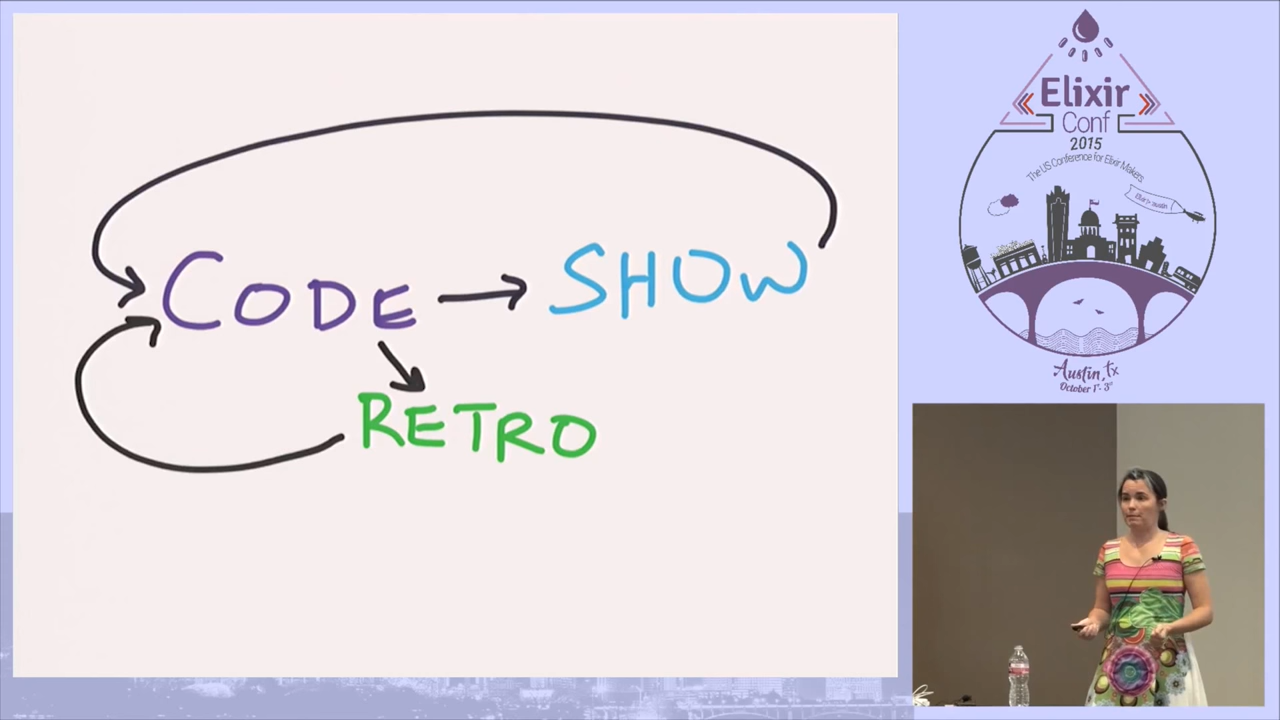 CODE
SHOW
RETRO
Elixir
Conf
2015
The US Conference for Elixir Makers
Austin, TX
October 1st - 3rd